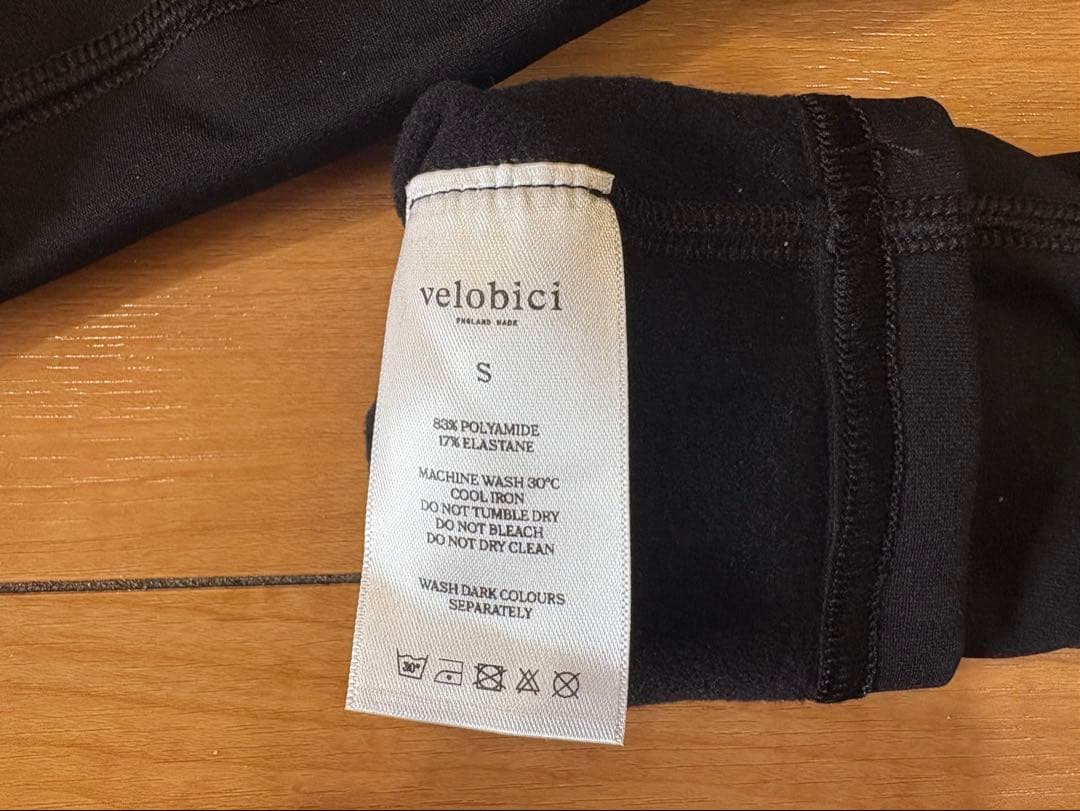 velobici
ENGLAND MADE
S
83% POLYAMIDE
17% ELASTANE
MACHINE WASH 30°C
COOL IRON
DO NOT TUMBLE DRY
DO NOT BLEACH
DO NOT DRY CLEAN
WASH DARK COLOURS
SEPARATELY
30°